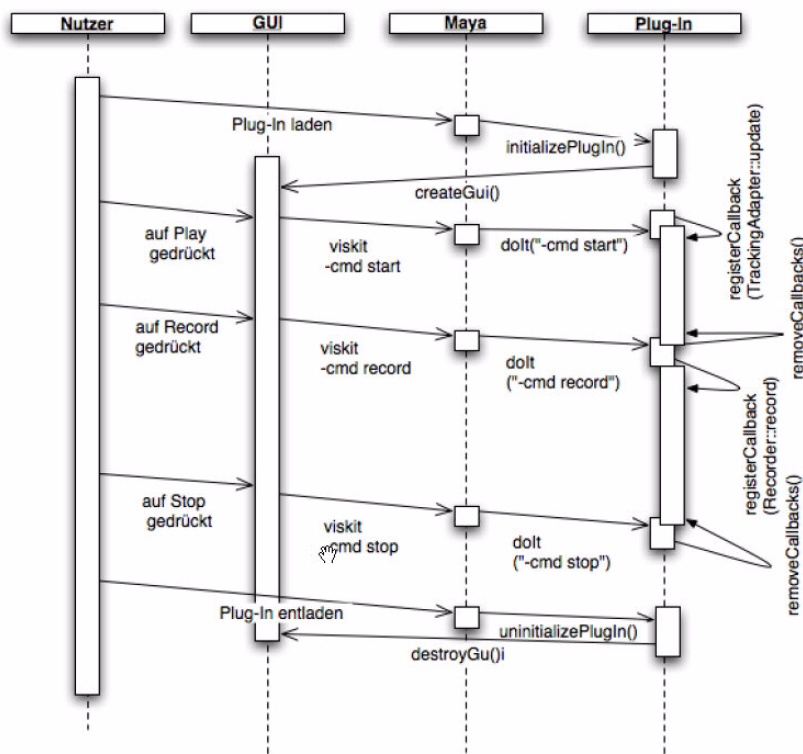 Nutzer
GUI
Maya
Plug-In
Plug-In laden
initializePlugIn()
createGui()
auf Play
gedrückt
viskit
-cmd start
doIt("-cmd start")
registerCallback
(TrackingAdapter::update)
removeCallbacks()
auf Record
gedrückt
viskit
-cmd record
doIt
("-cmd record")
registerCallback
(Recorder::record)
removeCallbacks()
auf Stop
gedrückt
viskit
-cmd stop
doIt
("-cmd stop")
Plug-In entladen
uninitializePlugIn()
destroyGu()i